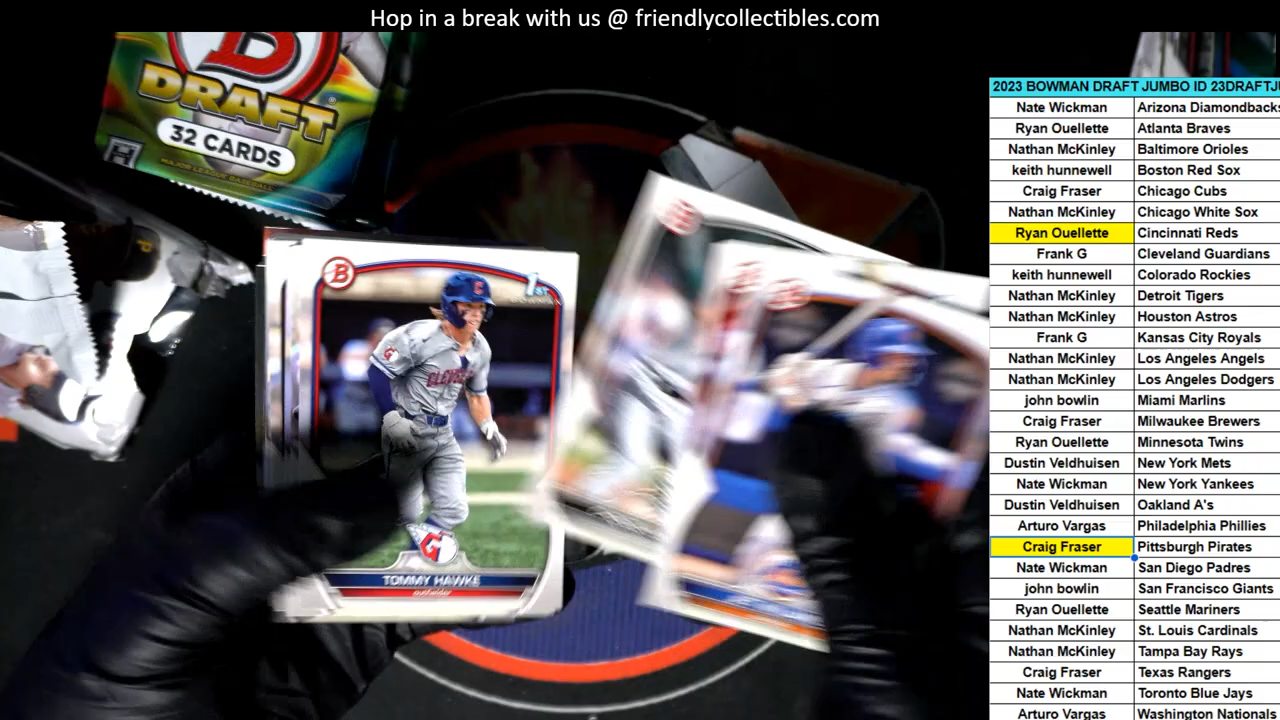 Hop in a break with us @ friendlycollectibles.com
B
DRAFT
32 CARDS
MAJOR LEAGUE BASEBALL
B
1ST
C
CLEVEL
TOMMY HAWKE
outfielder
2023 BOWMAN DRAFT JUMBO ID 23DRAFTJU
Nate Wickman Arizona Diamondbacks
Ryan Ouellette Atlanta Braves
Nathan McKinley Baltimore Orioles
keith hunnewell Boston Red Sox
Craig Fraser Chicago Cubs
Nathan McKinley Chicago White Sox
Ryan Ouellette Cincinnati Reds
Frank G Cleveland Guardians
keith hunnewell Colorado Rockies
Nathan McKinley Detroit Tigers
Nathan McKinley Houston Astros
Frank G Kansas City Royals
Nathan McKinley Los Angeles Angels
Nathan McKinley Los Angeles Dodgers
john bowlin Miami Marlins
Craig Fraser Milwaukee Brewers
Ryan Ouellette Minnesota Twins
Dustin Veldhuisen New York Mets
Nate Wickman New York Yankees
Dustin Veldhuisen Oakland A's
Arturo Vargas Philadelphia Phillies
Craig Fraser Pittsburgh Pirates
Nate Wickman San Diego Padres
john bowlin San Francisco Giants
Ryan Ouellette Seattle Mariners
Nathan McKinley St. Louis Cardinals
Nathan McKinley Tampa Bay Rays
Craig Fraser Texas Rangers
Nate Wickman Toronto Blue Jays
Arturo Vargas Washington Nationals